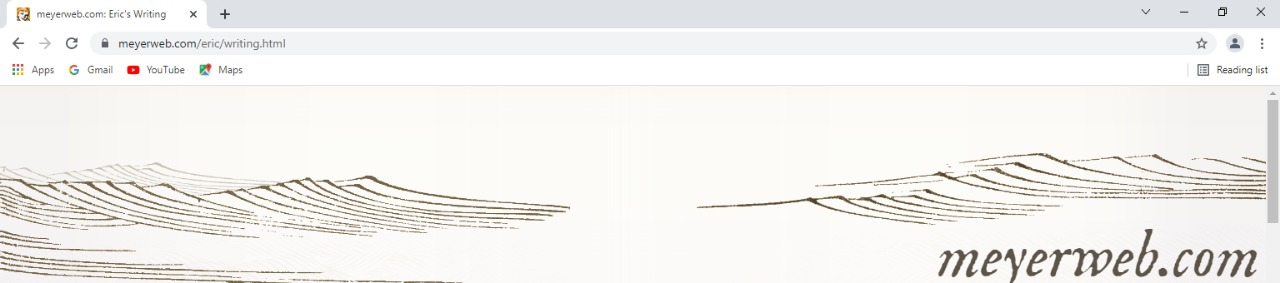 meyerweb.com: Eric's Writing
meyerweb.com/eric/writing.html
Apps Gmail YouTube Maps Reading list
meyerweb.com